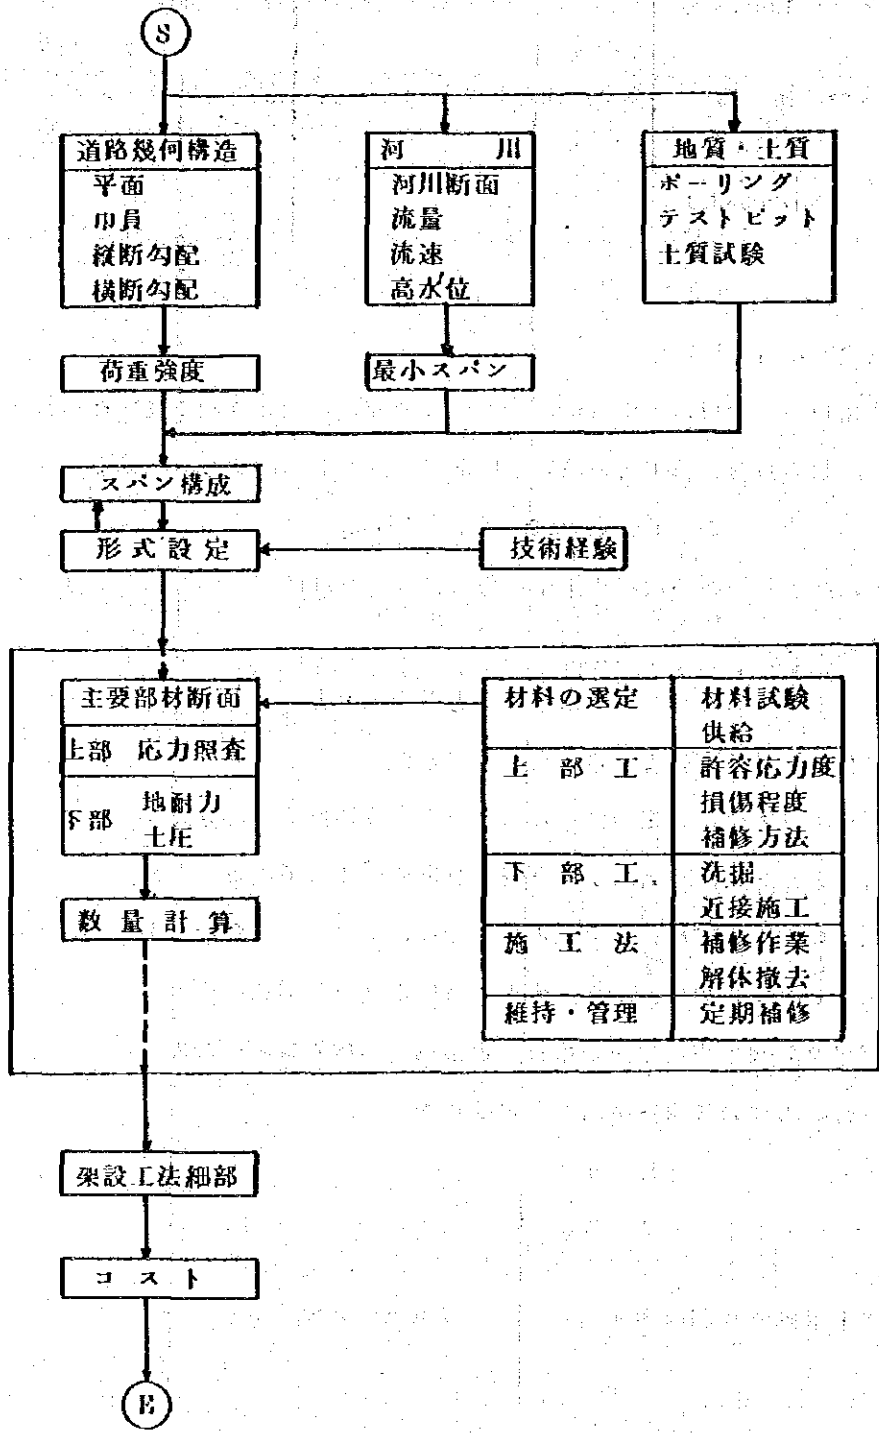 S
道路幾何構造
平面
巾員
縦断勾配
横断勾配
河 川
河川断面
流量
流速
高水位
地質・土質
ボーリング
テストピット
土質試験
荷重強度
最小スパン
スパン構成
形式設定
技術経験
主要部材断面
上部 応力照査
下部 地耐力
土圧
数量計算
材料の選定 材料試験
供給
上部工 許容応力度
損傷程度
補修方法
下部工 洗掘
近接施工
施工法 補修作業
解体撤去
維持・管理 定期補修
架設工法細部
コスト
E